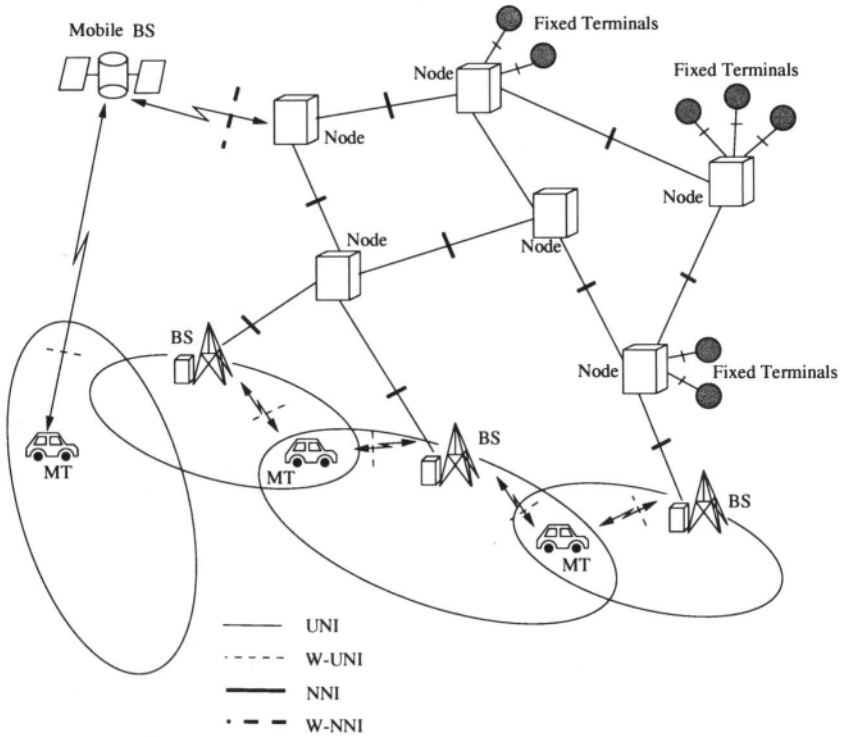 Fixed Terminals
Mobile BS
Node
Fixed Terminals
Node
Node
Node
Node
BS
Node
Fixed Terminals
BS
MT
MT
BS
MT
UNI
W-UNI
NNI
W-NNI